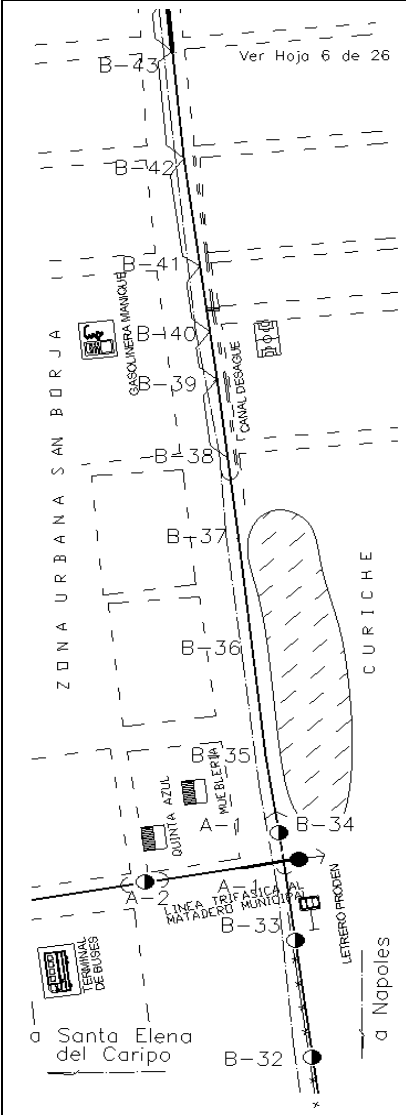 B-43
Ver Hoja 6 de 26
B-42
B-41
GASOLINERA MANIQUE
B-40
B-39
CANAL DESAGUE
ZONA URBANA SAN BORJA
B-38
B-37
CURICHE
B-36
B-35
MUEBLERIA
QUINTA AZUL
A-1
B-34
A-2
A-1
LINEA TRIFASICA AL
MATADERO MUNICIPAL
B-33
LETRERO PRODEN
TERMINAL
DE BUSES
a Napoles
a Santa Elena
del Caripo
B-32